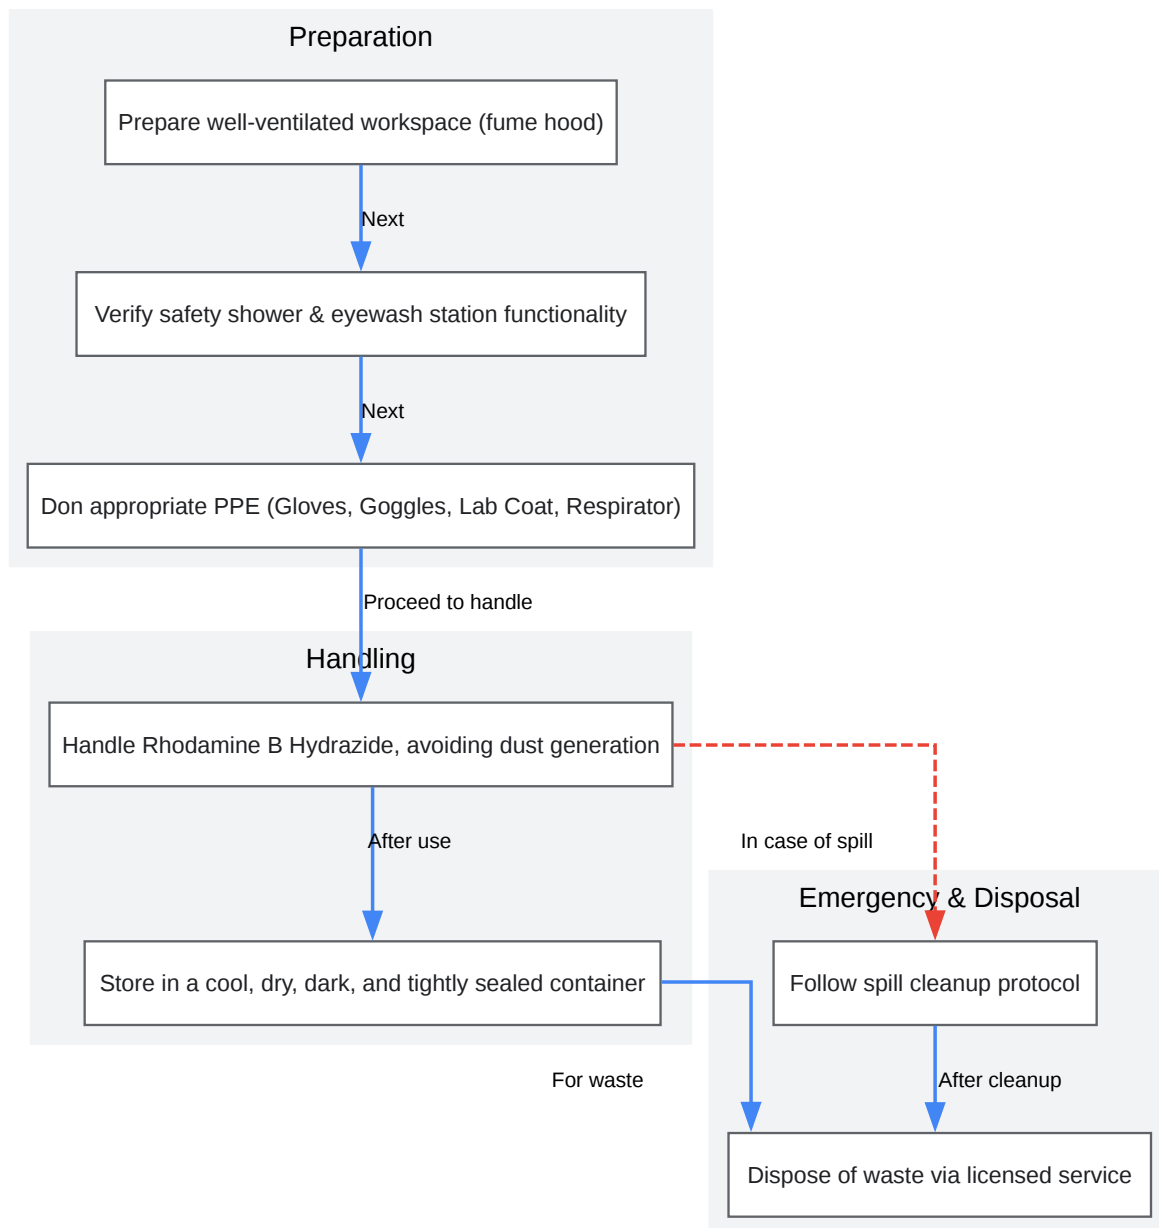 Preparation
Prepare well-ventilated workspace (fume hood)
Next
Verify safety shower & eyewash station functionality
Next
Don appropriate PPE (Gloves, Goggles, Lab Coat, Respirator)
Proceed to handle
Handling
Handle Rhodamine B Hydrazide, avoiding dust generation
After use
In case of spill
Emergency & Disposal
Store in a cool, dry, dark, and tightly sealed container
Follow spill cleanup protocol
For waste
After cleanup
Dispose of waste via licensed service